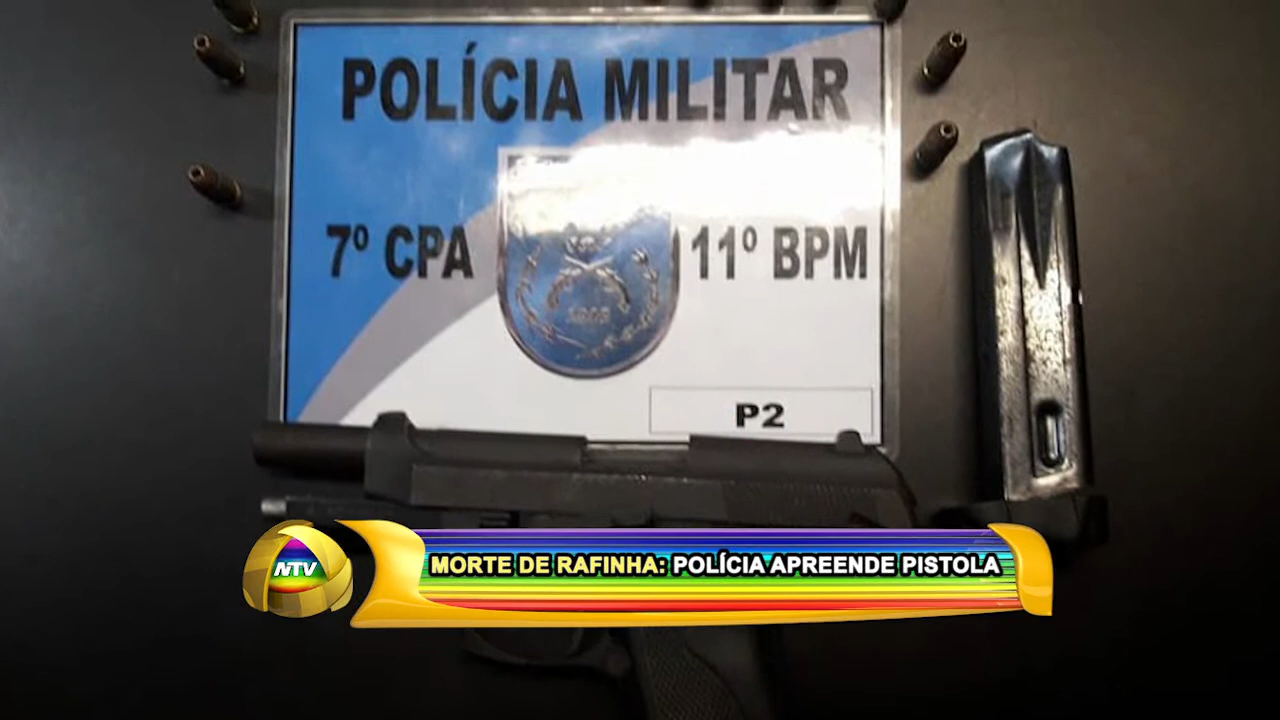 POLÍCIA MILITAR
7º CPA 11º BPM
P2
NTV
MORTE DE RAFINHA: POLÍCIA APREENDE PISTOLA